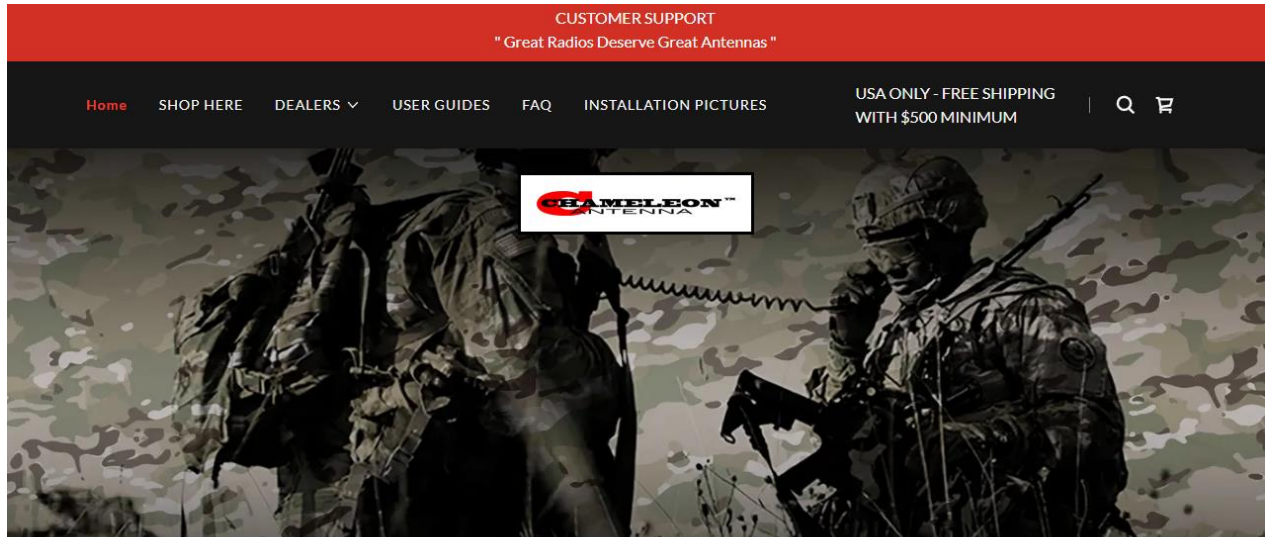 CUSTOMER SUPPORT
" Great Radios Deserve Great Antennas "
Home SHOP HERE DEALERS USER GUIDES FAQ INSTALLATION PICTURES
USA ONLY - FREE SHIPPING
WITH $500 MINIMUM
CHAMELEON™
ANTENNA